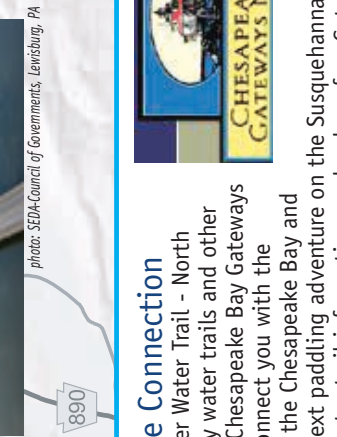 photo: SEDA-Council of Governments, Lewisburg, PA
890
e Connection
er Water Trail - North
y water trails and other
Chesapeake Bay Gateways
nnect you with the
the Chesapeake Bay and
ext paddling adventure on the Susquehanna
CHESAPEA
GATEWAYS N